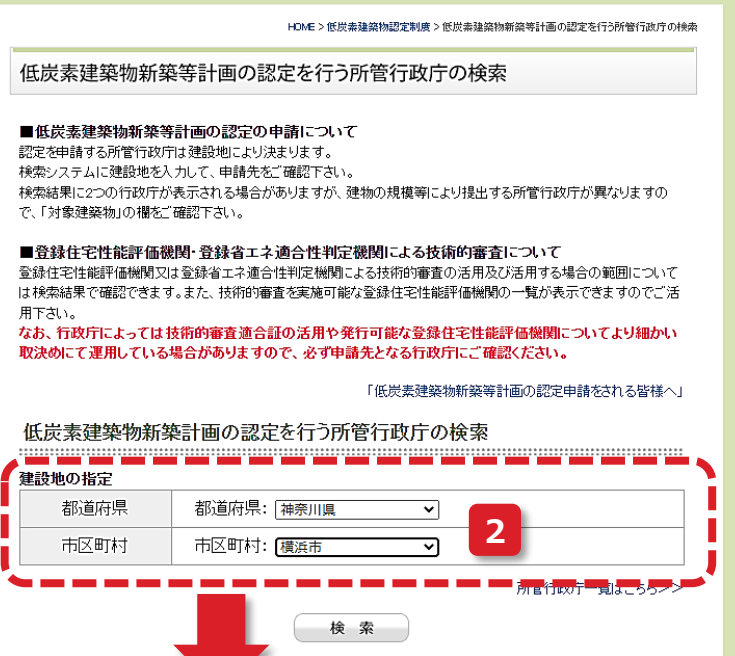 HOME > 低炭素建築物認定制度 > 低炭素建築物新築等計画の認定を行う所管行政庁の検索
低炭素建築物新築等計画の認定を行う所管行政庁の検索
■低炭素建築物新築等計画の認定の申請について
認定を申請する所管行政庁は建設地により決まります。
検索システムに建設地を入力して、申請先をご確認下さい。
検索結果に2つの行政庁が表示される場合がありますが、建物の規模等により提出する所管行政庁が異なりますの
で、「対象建築物」の欄をご確認下さい。
■登録住宅性能評価機関・登録省エネ適合性判定機関による技術的審査について
登録住宅性能評価機関又は登録省エネ適合性判定機関による技術的審査の活用及び活用する場合の範囲について
は検索結果で確認できます。また、技術的審査を実施可能な登録住宅性能評価機関の一覧が表示できますのでご活
用下さい。
なお、行政庁によっては技術的審査適合証の活用や発行可能な登録住宅性能評価機関についてより細かい
取決めにて運用している場合がありますので、必ず申請先となる行政庁にご確認ください。
「低炭素建築物新築等計画の認定申請をされる皆様へ」
低炭素建築物新築計画の認定を行う所管行政庁の検索
建設地の指定
都道府県 都道府県: 神奈川県
市区町村 市区町村: 横浜市
2
所管行政庁一覧はこちら>>
検 索